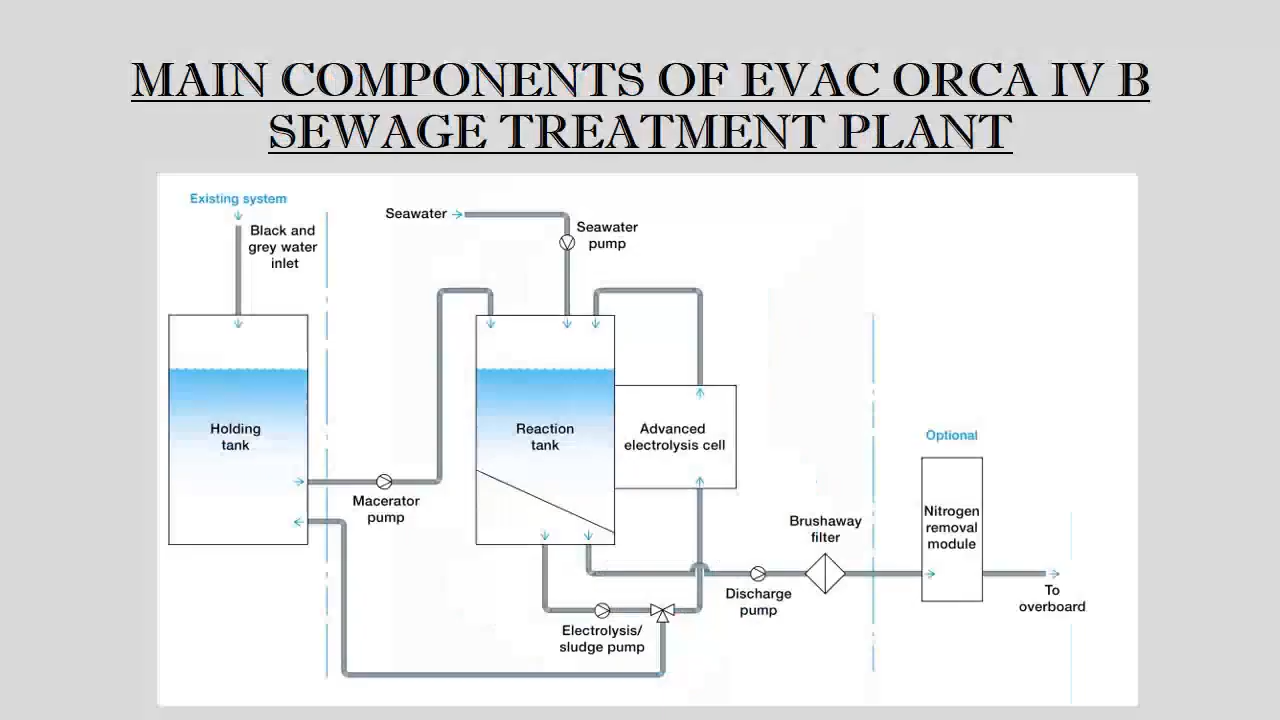 MAIN COMPONENTS OF EVAC ORCA IV B
SEWAGE TREATMENT PLANT
Existing system
Black and
grey water
inlet
Seawater
Seawater
pump
Holding
tank
Macerator
pump
Reaction
tank
Advanced
electrolysis cell
Electrolysis/
sludge pump
Discharge
pump
Brushaway
filter
Optional
Nitrogen
removal
module
To
overboard